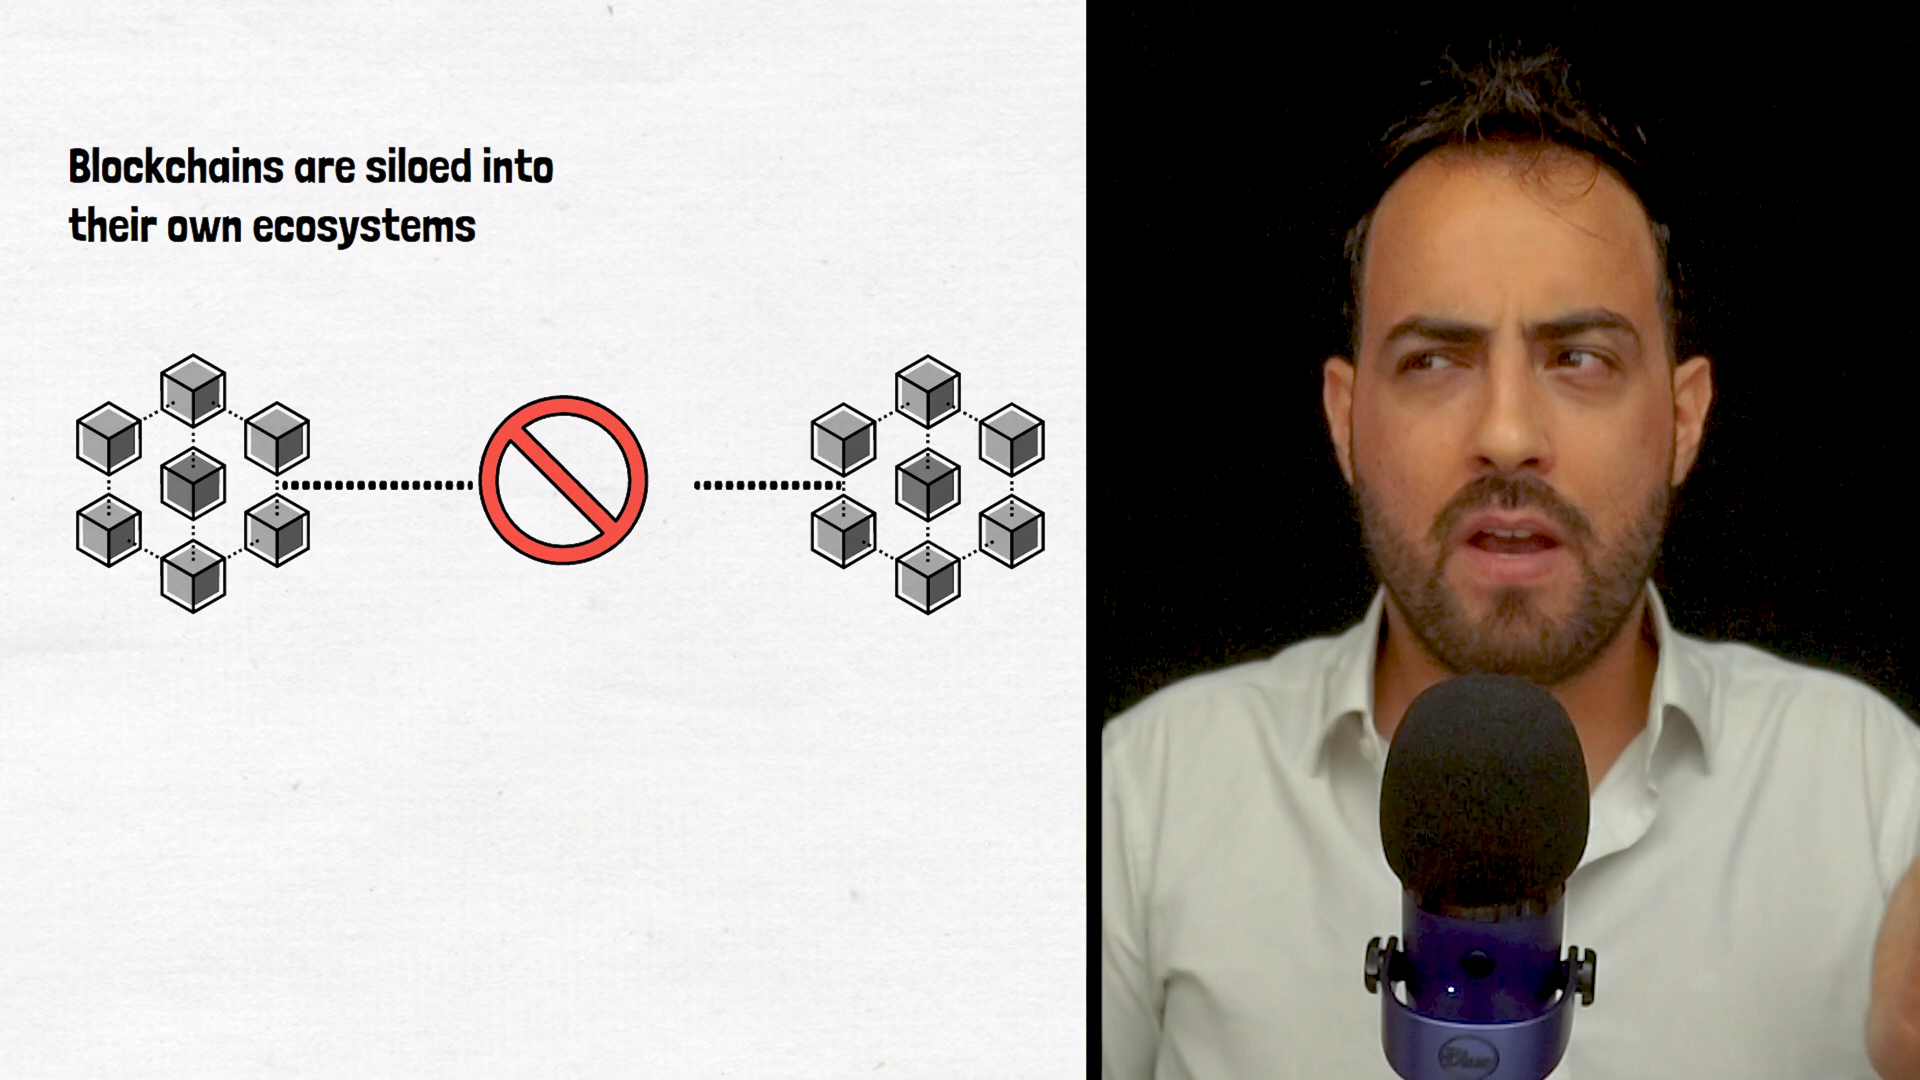 Blockchains are siloed into
their own ecosystems